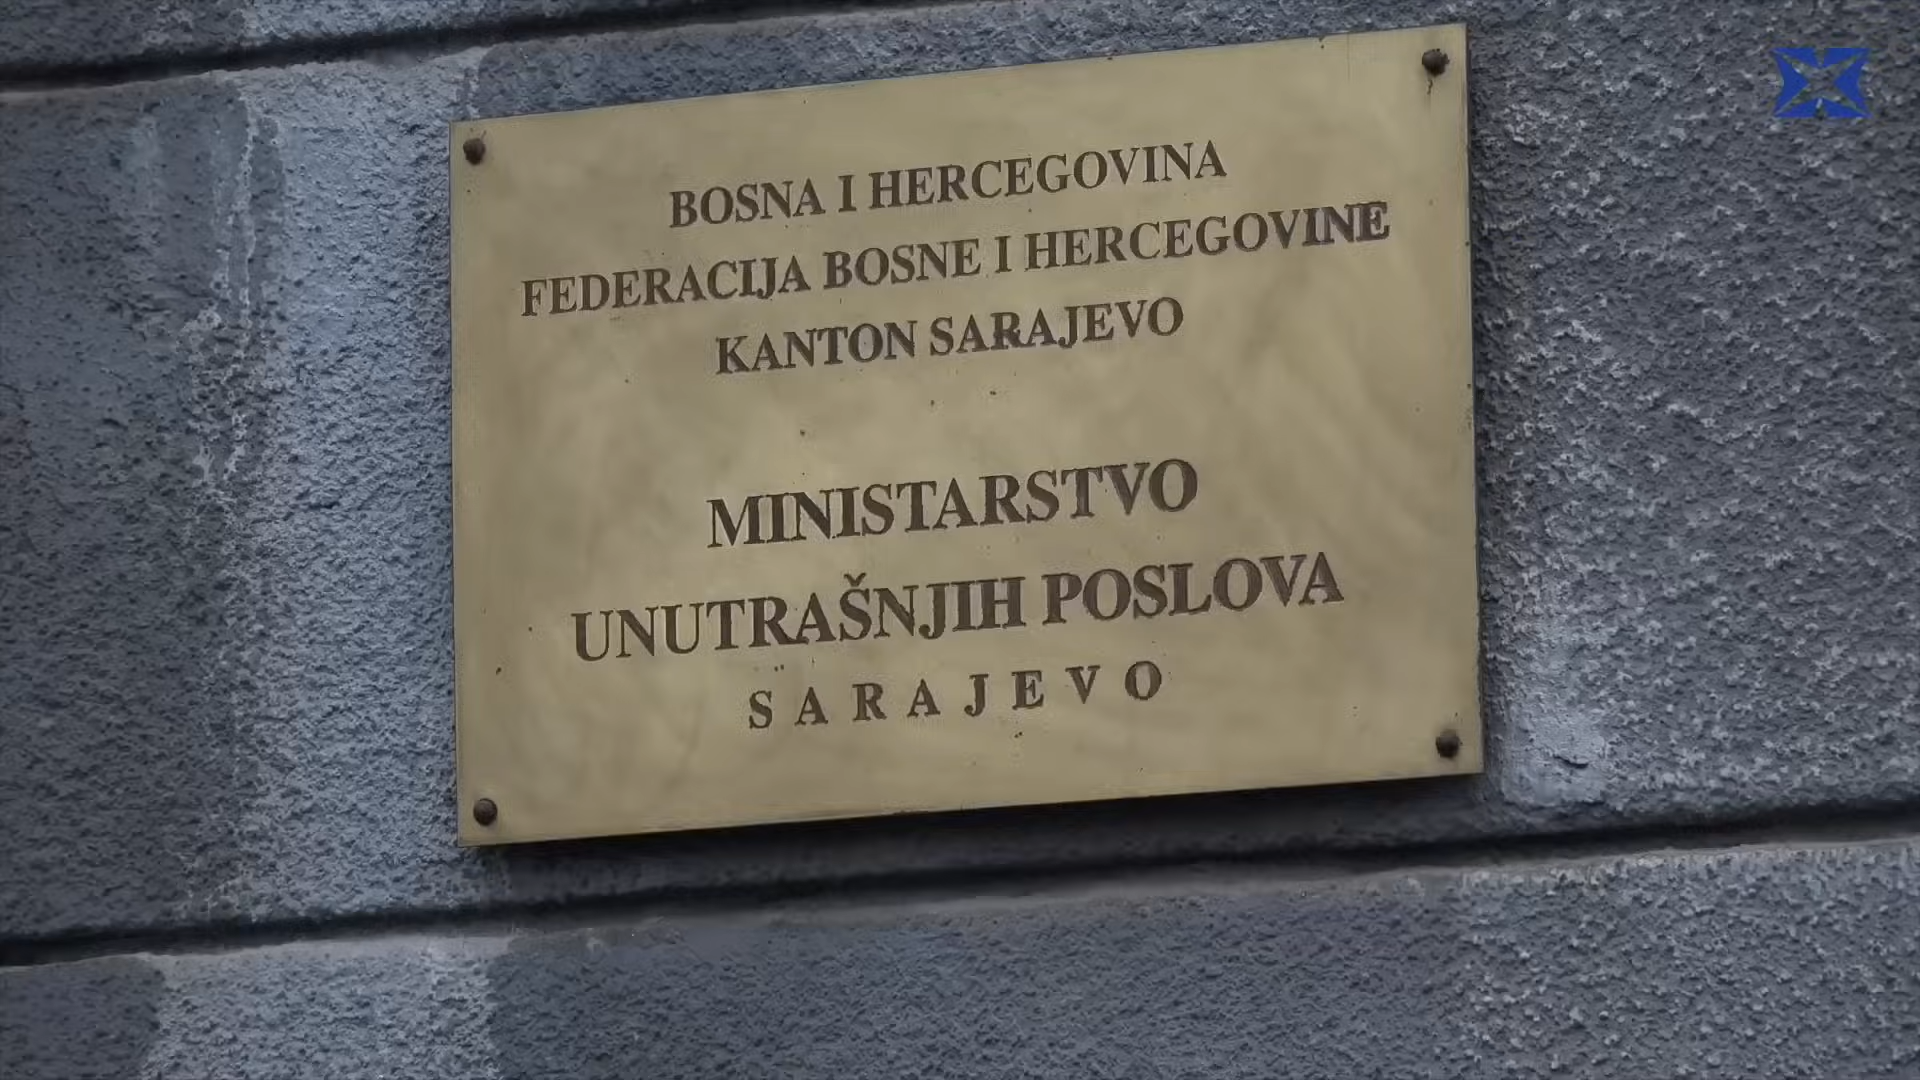 BOSNA I HERCEGOVINA
FEDERACIJA BOSNE I HERCEGOVINE
KANTON SARAJEVO
MINISTARSTVO
UNUTRAŠNJIH POSLOVA
SARAJEVO